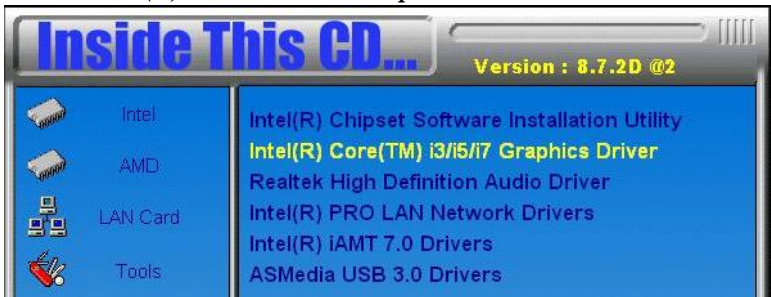 Inside This CD...
Version : 8.7.2D @2
Intel
AMD
LAN Card
Tools
Intel(R) Chipset Software Installation Utility
Intel(R) Core(TM) i3/i5/i7 Graphics Driver
Realtek High Definition Audio Driver
Intel(R) PRO LAN Network Drivers
Intel(R) iAMT 7.0 Drivers
ASMedia USB 3.0 Drivers